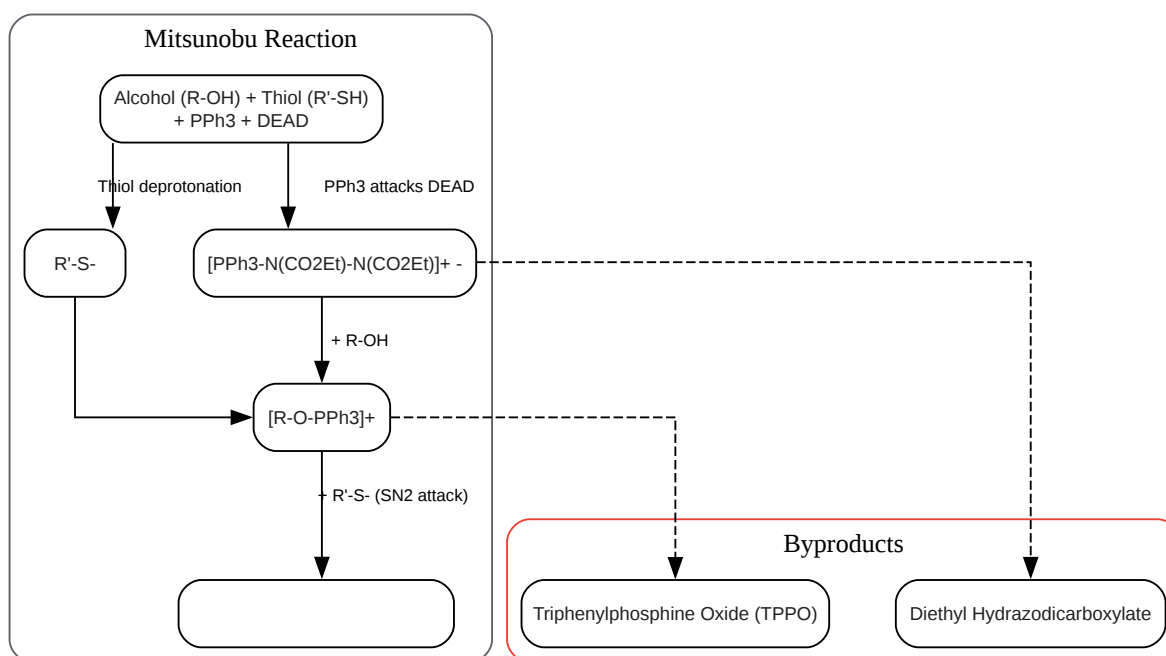 Mitsunobu Reaction
Alcohol (R-OH) + Thiol (R'-SH)
+ PPh3 + DEAD
Thiol deprotonation
PPh3 attacks DEAD
R'-S-
[PPh3-N(CO2Et)-N(CO2Et)]+ -
+ R-OH
[R-O-PPh3]+
+ R'-S- (SN2 attack)
Byproducts
Triphenylphosphine Oxide (TPPO)
Diethyl Hydrazodicarboxylate